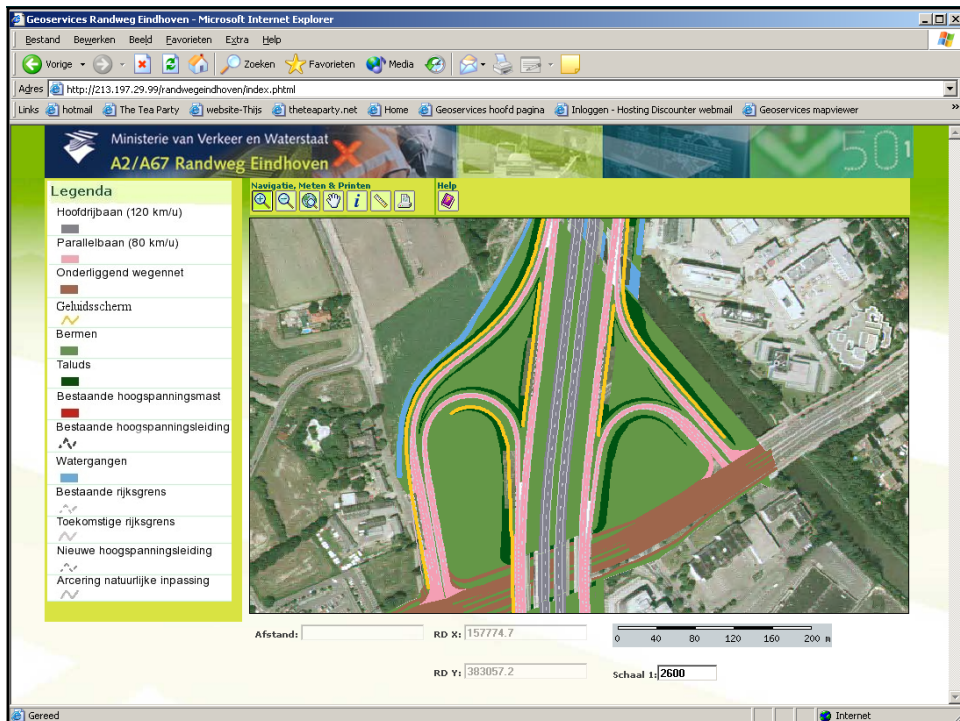 Geoservices Randweg Eindhoven - Microsoft Internet Explorer
Bestand Bewerken Beeld Favorieten Extra Help
Vorige Zoeken Favorieten Media
Adres http://213.197.29.99/randwegeindhoven/index.phtml
Links hotmail The Tea Party website-Thijs theteaparty.net Home Geoservices hoofd pagina Inloggen - Hosting Discounter webmail Geoservices mapviewer
Ministerie van Verkeer en Waterstaat
A2/A67 Randweg Eindhoven
501
Legenda
Hoofdrijbaan (120 km/u)
Parallelbaan (80 km/u)
Onderliggend wegennet
Geluidsscherm
Bermen
Taluds
Bestaande hoogspanningsmast
Bestaande hoogspanningsleiding
Watergangen
Bestaande rijksgrens
Toekomstige rijksgrens
Nieuwe hoogspanningsleiding
Arcering natuurlijke inpassing
Navigatie, Meten & Printen Help
Afstand: RD X: 157774.7
0 40 80 120 160 200 m
RD Y: 383057.2 Schaal 1: 2600
Gereed Internet